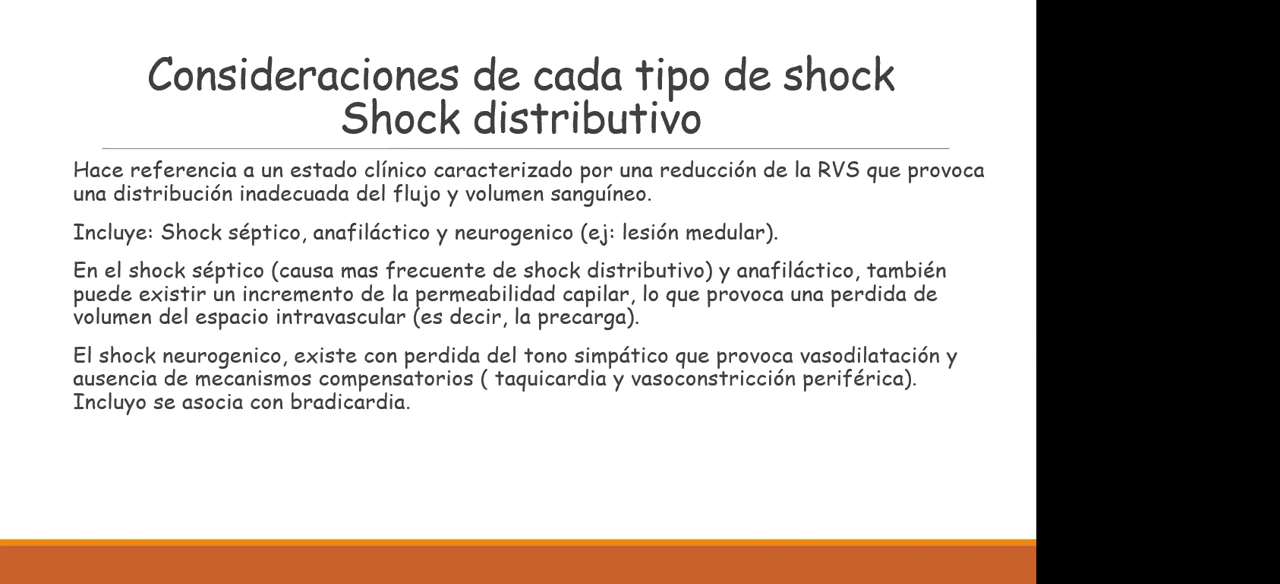 Consideraciones de cada tipo de shock
Shock distributivo
Hace referencia a un estado clínico caracterizado por una reducción de la RVS que provoca
una distribución inadecuada del flujo y volumen sanguíneo.
Incluye: Shock séptico, anafiláctico y neurogenico (ej: lesión medular).
En el shock séptico (causa mas frecuente de shock distributivo) y anafiláctico, también
puede existir un incremento de la permeabilidad capilar, lo que provoca una perdida de
volumen del espacio intravascular (es decir, la precarga).
El shock neurogenico, existe con perdida del tono simpático que provoca vasodilatación y
ausencia de mecanismos compensatorios ( taquicardia y vasoconstricción periférica).
Incluyo se asocia con bradicardia.